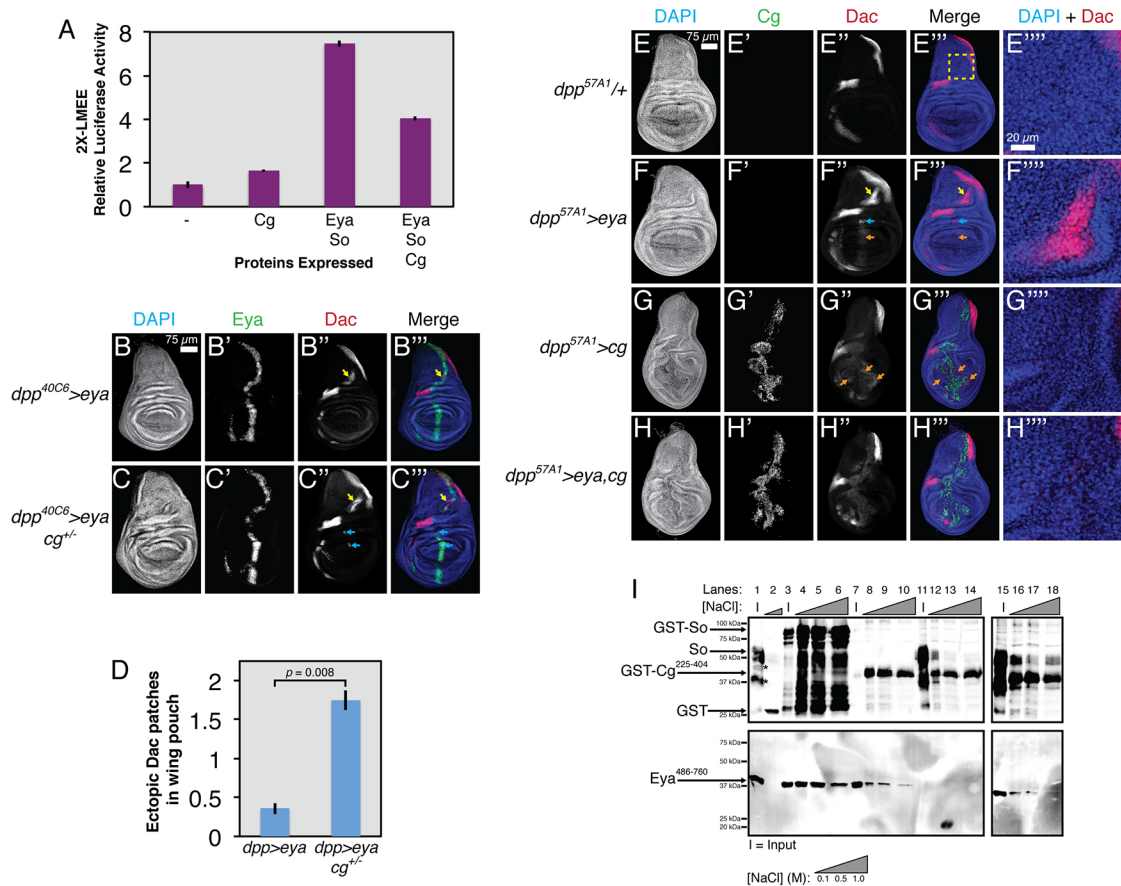 A
2X-LMEE
Relative Luciferase Activity
8
6
4
2
0
-
Cg
Eya
So
Eya
So
Cg
Proteins Expressed
DAPI
Eya
Dac
Merge
dpp40C6>eya
B
75 µm
B'
B''
B'''
dpp40C6>eya
cg+/-
C
C'
C''
C'''
D
Ectopic Dac patches
in wing pouch
2
1.5
1
0.5
0
p = 0.008
dpp>eya
dpp>eya
cg+/-
DAPI
Cg
Dac
Merge
DAPI + Dac
dpp57A1/+
E
75 µm
E'
E''
E'''
E''''
20 µm
dpp57A1>eya
F
F'
F''
F'''
F''''
dpp57A1>cg
G
G'
G''
G'''
G''''
dpp57A1>eya,cg
H
H'
H''
H'''
H''''
I
Lanes: 1 2 3 4 5 6 7 8 9 10 11 12 13 14 15 16 17 18
[NaCl]: I I I I I
GST-So
So
GST-Cg225-404
GST
100 kDa
75 kDa
50 kDa
37 kDa
25 kDa
*
*
Eya486-760
75 kDa
50 kDa
37 kDa
25 kDa
20 kDa
I = Input
[NaCl] (M): 0.1 0.5 1.0